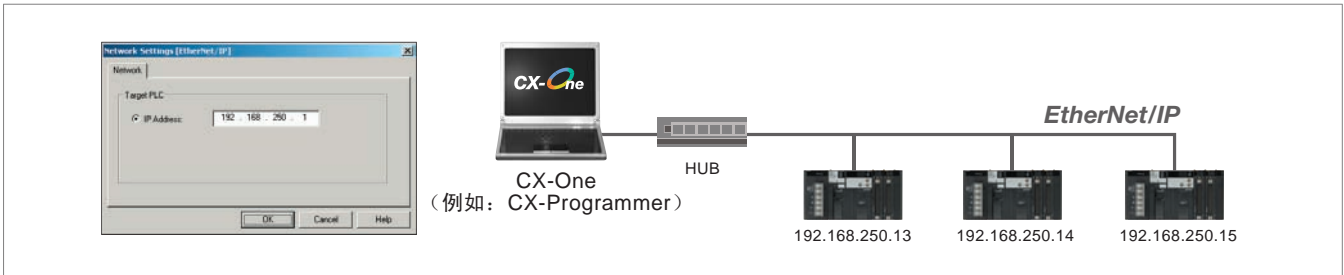 Network Settings [EtherNet/IP]
Network
Target PLC
IP Address:
192 . 168 . 250 . 1
OK
Cancel
Help
CX-One
CX-One
（例如：CX-Programmer）
HUB
EtherNet/IP
192.168.250.13
192.168.250.14
192.168.250.15